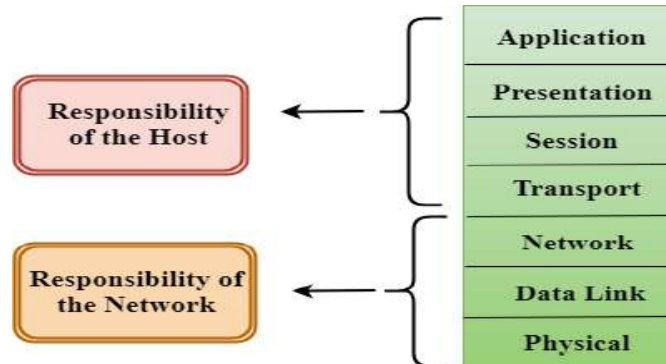 Responsibility
of the Host
Responsibility of
the Network
Application
Presentation
Session
Transport
Network
Data Link
Physical